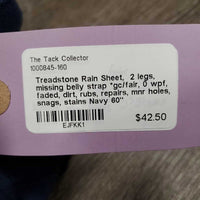 The Tack Collector
1000845-160
Treadstone Rain Sheet, 2 legs,
missing belly strap *gc/fair, 0 wpf,
faded, dirt, rubs, repairs, mnr holes,
snags, stains Navy 60"
EJFKK1
$42.50